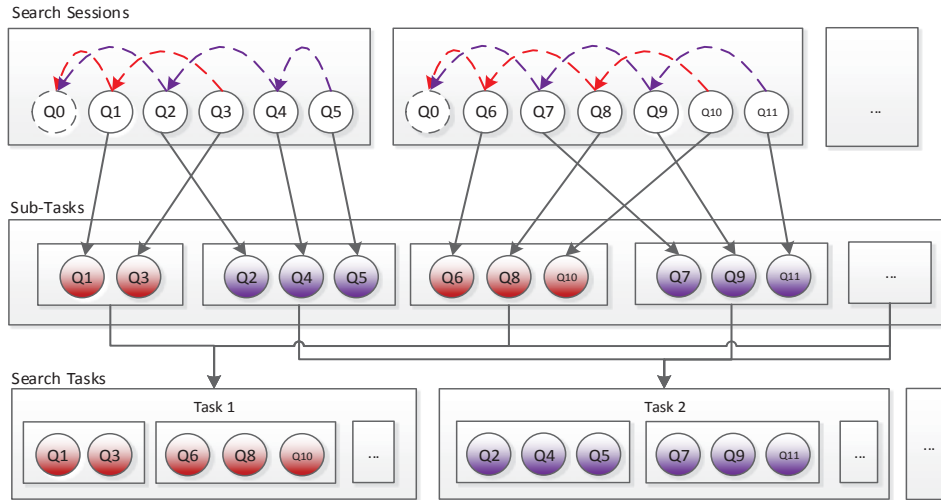 Search Sessions
Q0 Q1 Q2 Q3 Q4 Q5 Q0 Q6 Q7 Q8 Q9 Q10 Q11 ...
Sub-Tasks
Q1 Q3 Q2 Q4 Q5 Q6 Q8 Q10 Q7 Q9 Q11 ...
Search Tasks
Task 1 Task 2
Q1 Q3 Q6 Q8 Q10 ... Q2 Q4 Q5 Q7 Q9 Q11 ... ...